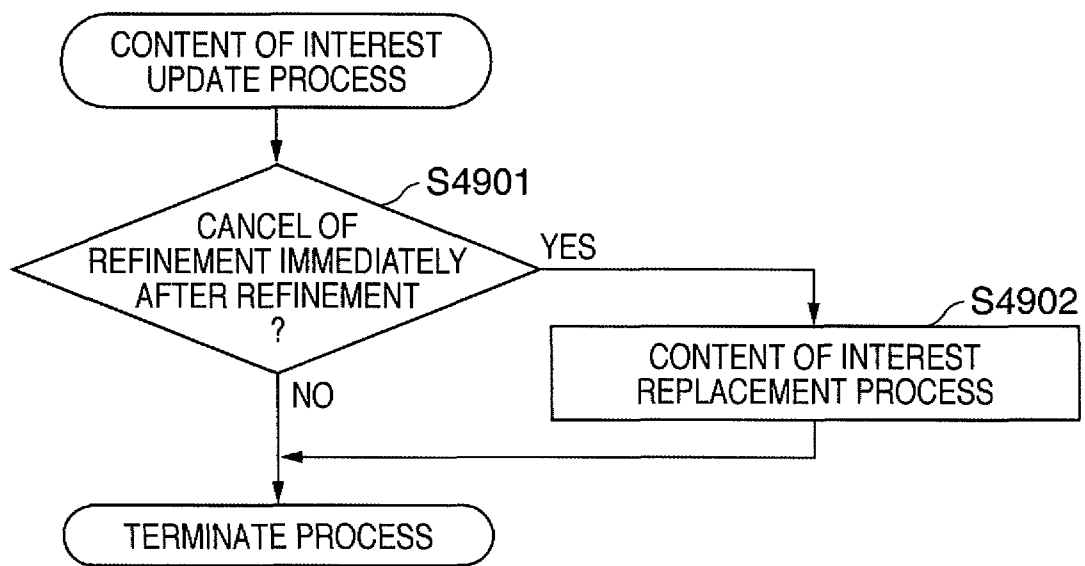 CONTENT OF INTEREST
UPDATE PROCESS
S4901
CANCEL OF
REFINEMENT IMMEDIATELY
AFTER REFINEMENT
?
YES
S4902
CONTENT OF INTEREST
REPLACEMENT PROCESS
NO
TERMINATE PROCESS